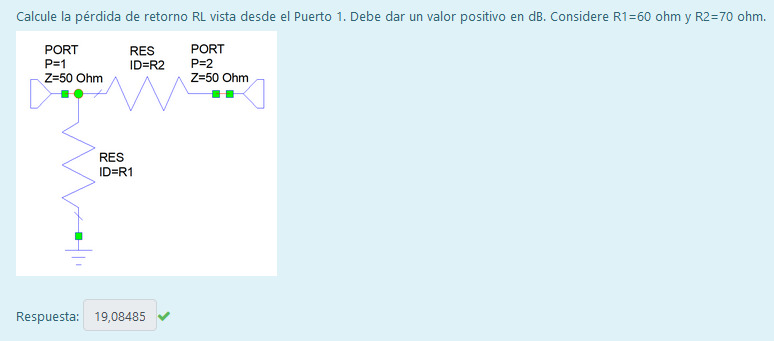 Calcule la pérdida de retorno RL vista desde el Puerto 1. Debe dar un valor positivo en dB. Considere R1=60 ohm y R2=70 ohm.
PORT
P=1
Z=50 Ohm
RES
ID=R2
PORT
P=2
Z=50 Ohm
RES
ID=R1
Respuesta: 19,08485